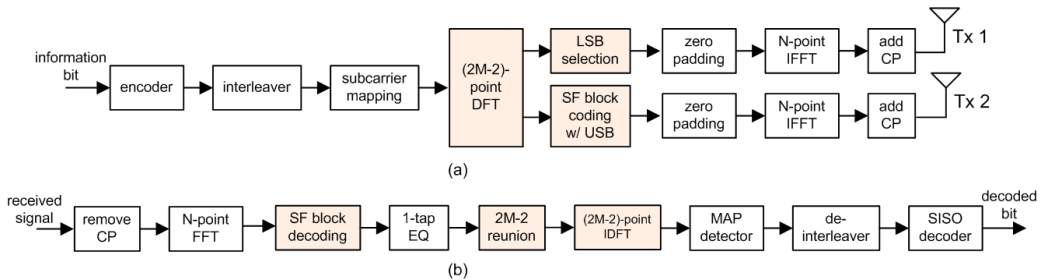 information
bit
encoder
interleaver
subcarrier
mapping
(2M-2)-
point
DFT
LSB
selection
zero
padding
N-point
IFFT
add
CP
Tx 1
SF block
coding
w/ USB
zero
padding
N-point
IFFT
add
CP
Tx 2
(a)
received
signal
remove
CP
N-point
FFT
SF block
decoding
1-tap
EQ
2M-2
reunion
(2M-2)-point
IDFT
MAP
detector
de-
interleaver
SISO
decoder
decoded
bit
(b)